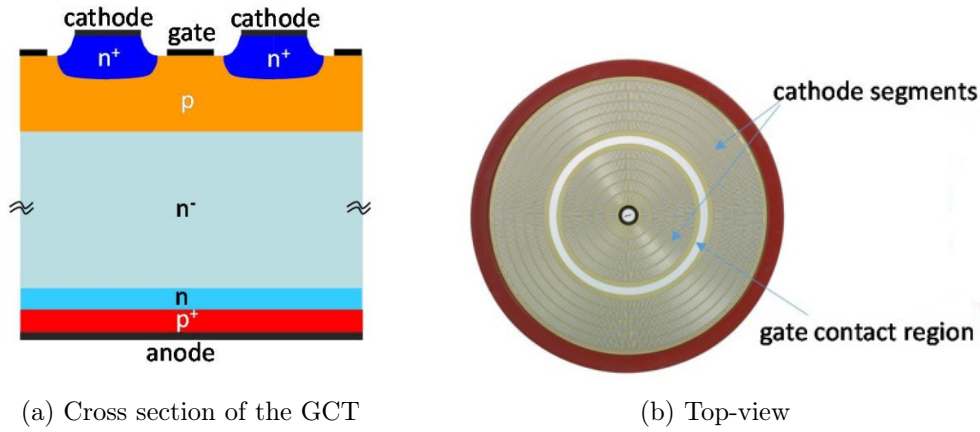 cathode
gate
cathode
n+
n+
p
n-
n
p+
anode
cathode segments
gate contact region
(a) Cross section of the GCT
(b) Top-view